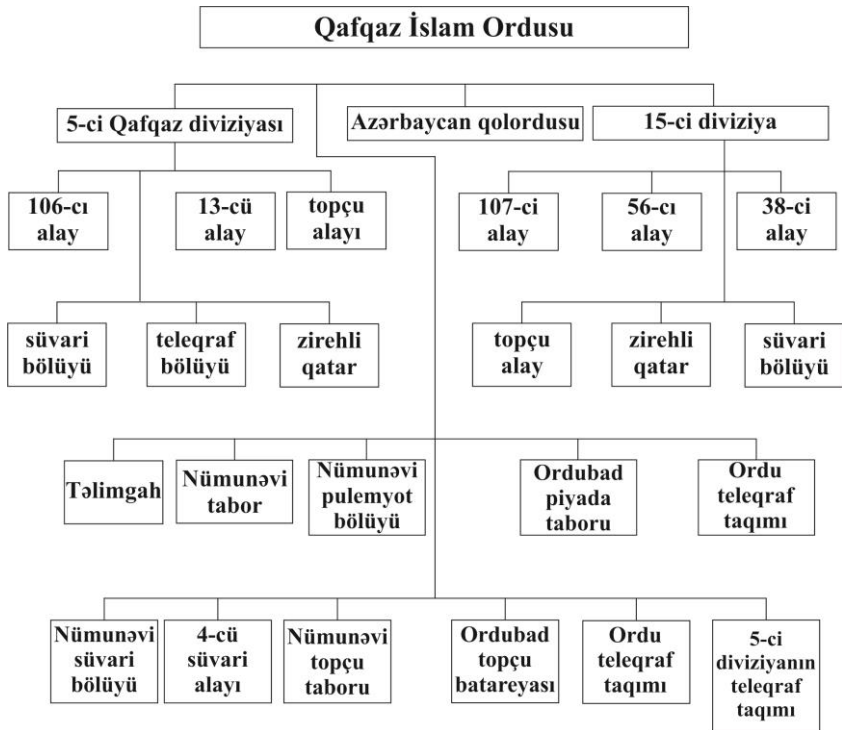 Qafqaz İslam Ordusu
5-ci Qafqaz diviziyası
Azərbaycan qolordusu
15-ci diviziya
106-cı
alay
13-cü
alay
topçu
alayı
107-ci
alay
56-cı
alay
38-ci
alay
süvari
bölüyü
teleqraf
bölüyü
zirehli
qatar
topçu
alay
zirehli
qatar
süvari
bölüyü
Təlimgah
Nümunəvi
tabor
Nümunəvi
pulemyot
bölüyü
Ordubad
piyada
taboru
Ordu
teleqraf
taqımı
Nümunəvi
süvari
bölüyü
4-cü
süvari
alayı
Nümunəvi
topçu
taboru
Ordubad
topçu
batareyası
Ordu
teleqraf
taqımı
5-ci
diviziyanın
teleqraf
taqımı